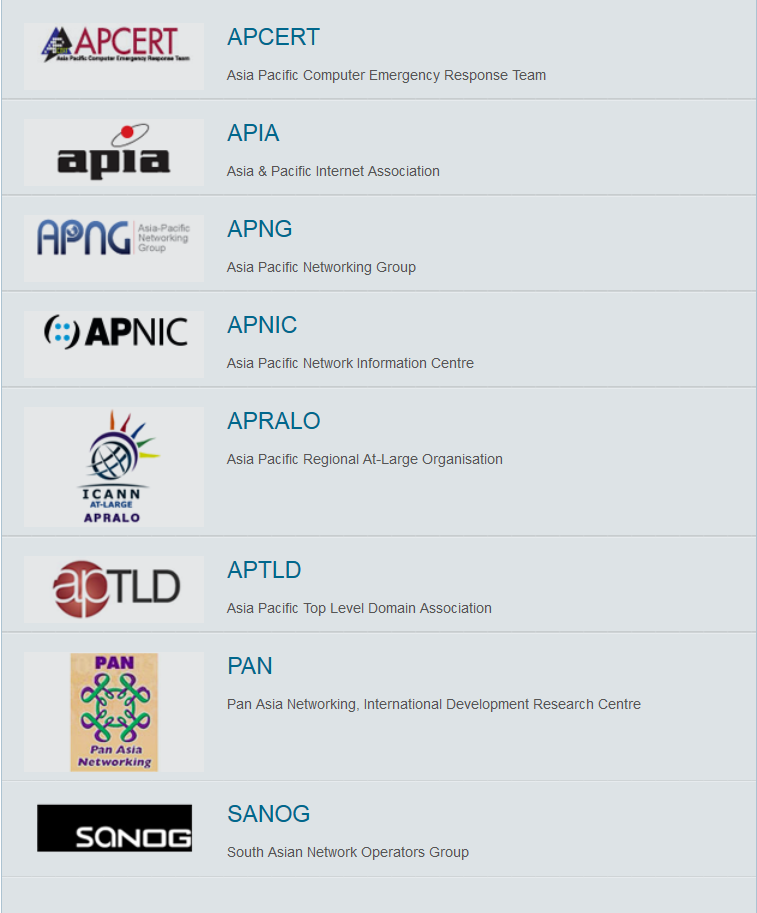 APCERT
Asia Pacific Computer Emergency Response Team
APCERT
Asia Pacific Computer Emergency Response Team
apia
APIA
Asia & Pacific Internet Association
APNG
Asia-Pacific
Networking
Group
APNG
Asia Pacific Networking Group
APNIC
APNIC
Asia Pacific Network Information Centre
ICANN
AT-LARGE
APRALO
APRALO
Asia Pacific Regional At-Large Organisation
apTLD
APTLD
Asia Pacific Top Level Domain Association
PAN
Pan Asia
Networking
PAN
Pan Asia Networking, International Development Research Centre
SANOG
SANOG
South Asian Network Operators Group